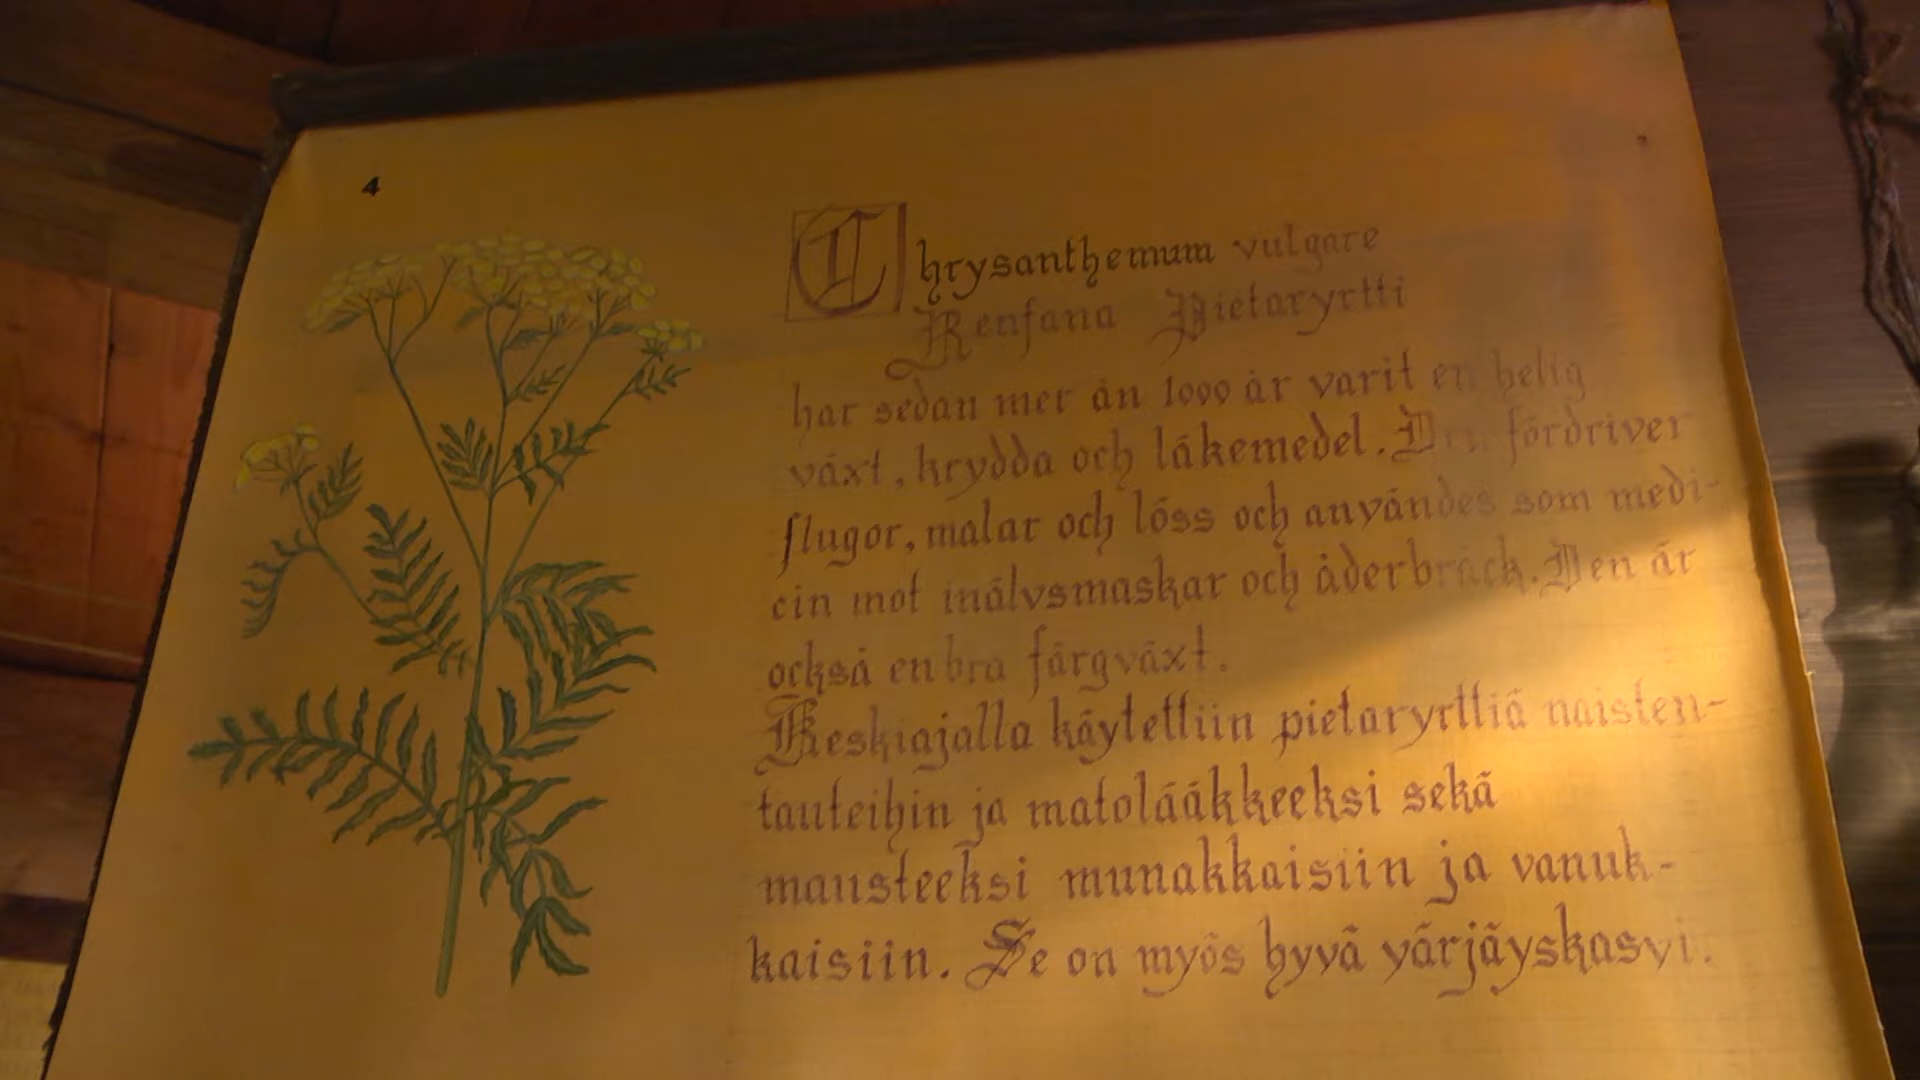 4
Chrysanthemum vulgare
Renfana Pietaryrtti
har sedan mer än 1000 år varit en helig
växt, krydda och läkemedel. Den fördriver
flugor, malar och löss och användes som medi-
cin mot inälvsmaskar och åderbråck. Den är
också en bra färgväxt.
Keskiajalla käytettiin pietaryrttiä naisten-
tauteihin ja matolääkkeeksi sekä
mausteeksi munakkaisiin ja vanuk-
kaisiin. Se on myös hyvä värjäyskasvi.